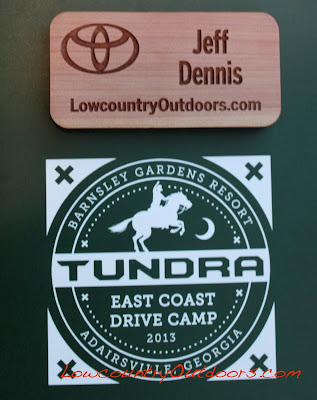 Jeff
Dennis
LowcountryOutdoors.com
BARNSLEY GARDENS RESORT
TUNDRA
EAST COAST
DRIVE CAMP
2013
ADAIRSVILLE, GEORGIA
LowcountryOutdoors.com